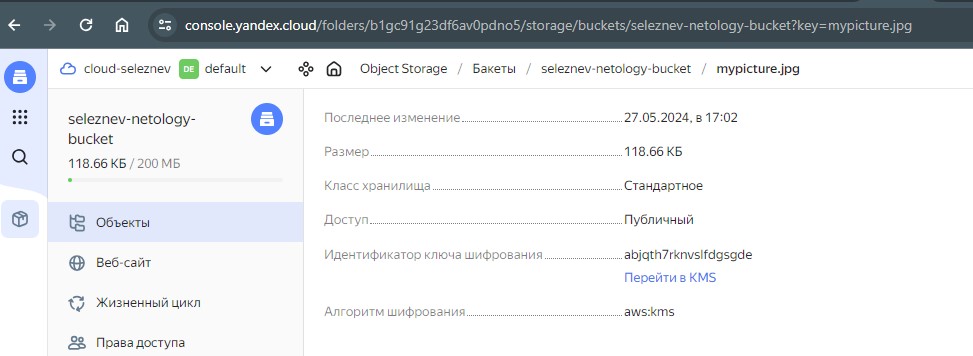 console.yandex.cloud/folders/b1gc91g23df6av0pdno5/storage/buckets/seleznev-netology-bucket?key=mypicture.jpg
cloud-seleznev DE default Object Storage / Бакеты / seleznev-netology-bucket / mypicture.jpg
seleznev-netology-
bucket
118.66 КБ / 200 МБ
Объекты
Веб-сайт
Жизненный цикл
Права доступа
Последнее изменение 27.05.2024, в 17:02
Размер 118.66 КБ
Класс хранилища Стандартное
Доступ Публичный
Идентификатор ключа шифрования abjqth7rknvslfdgsgde
Перейти в KMS
Алгоритм шифрования aws:kms